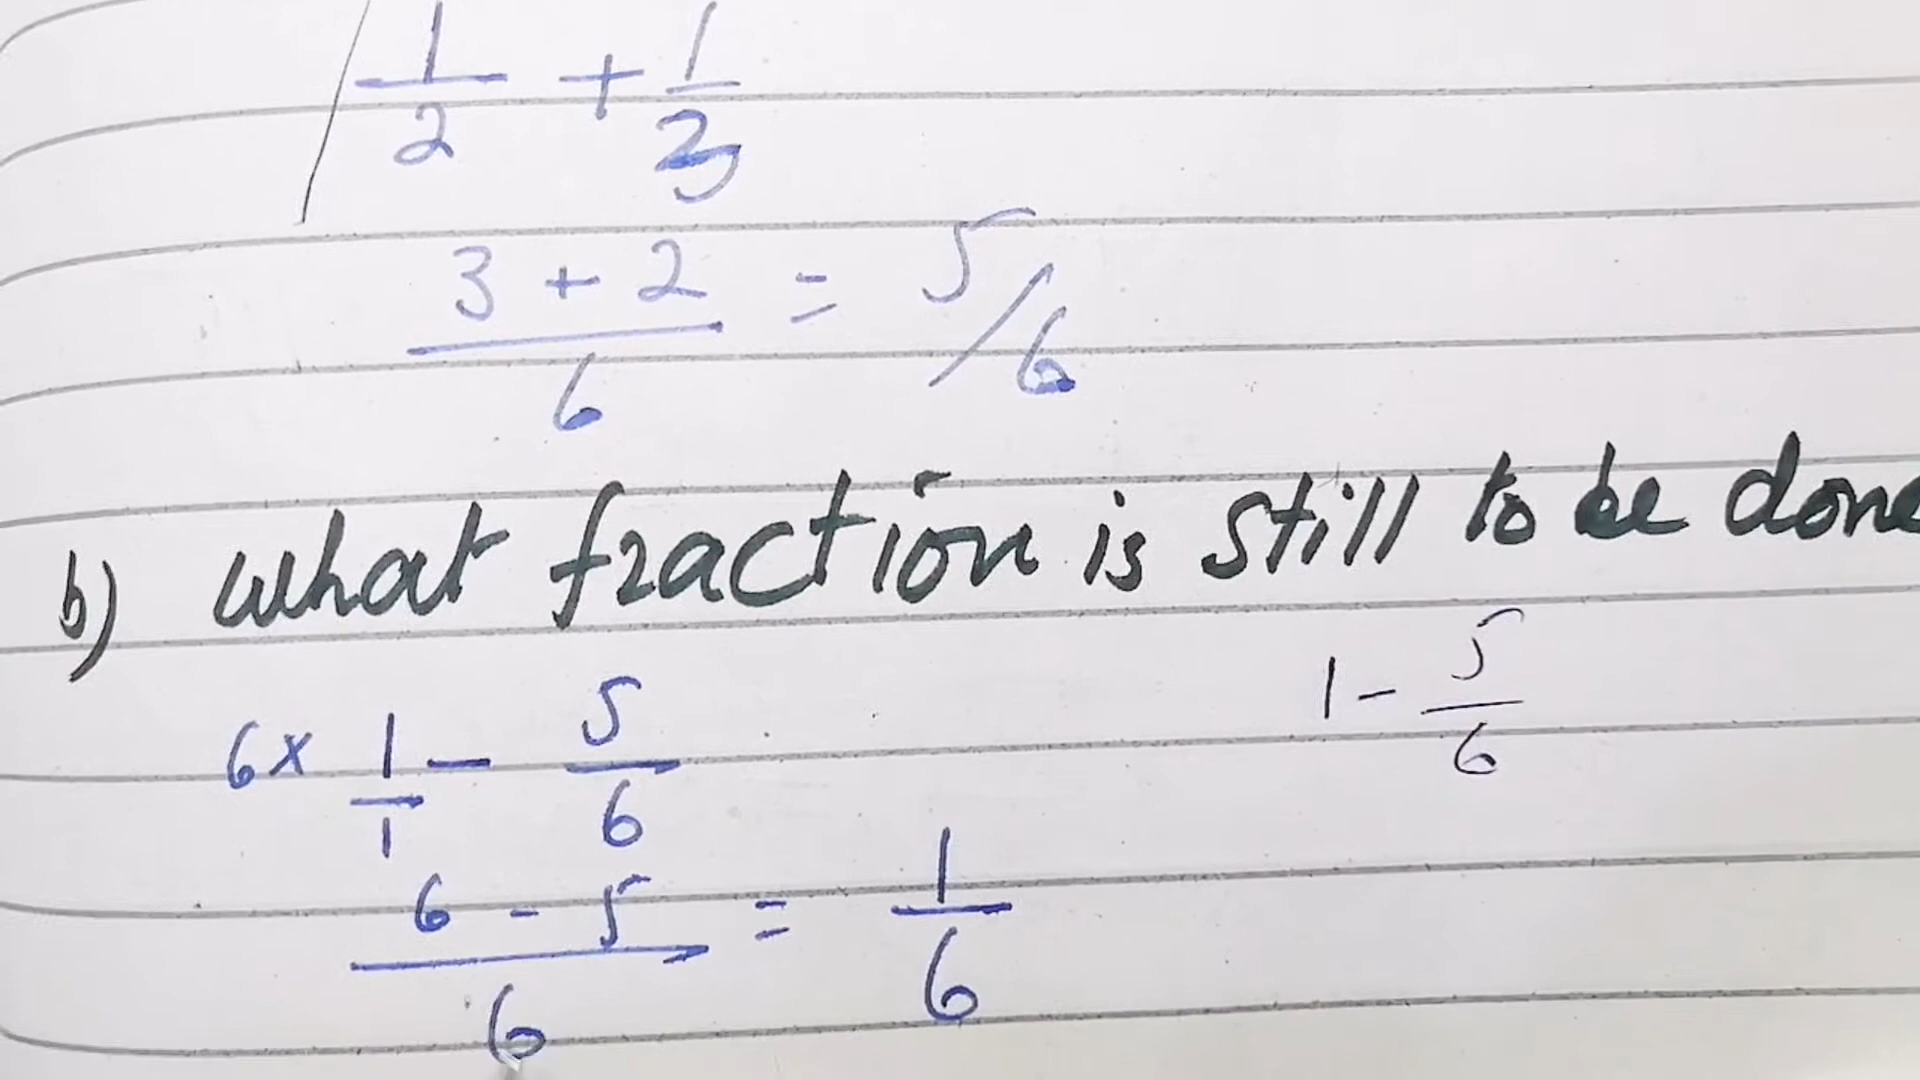 1/2 + 1/3
3 + 2 / 6 = 5/6
b) what fraction is still to be done
1 - 5/6
6 x 1/1 - 5/6
6 - 5 / 6 = 1/6